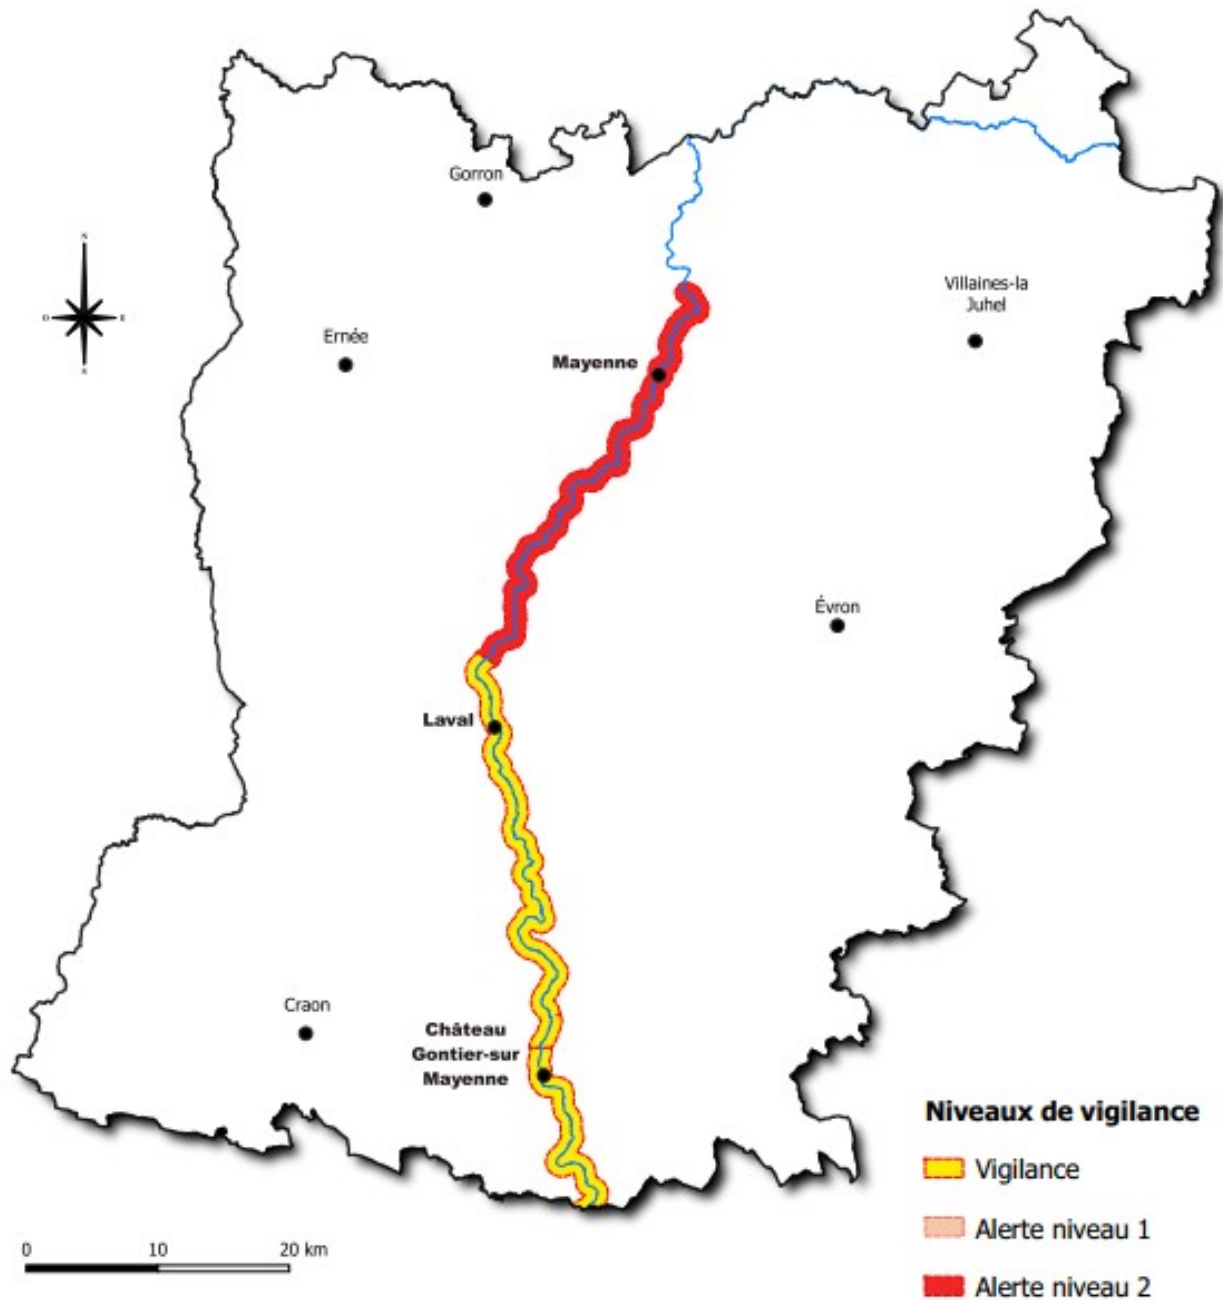 Gorron
Villaines-la
Juhel
Ernée
Mayenne
Évron
Laval
Craon
Château
Gontier-sur
Mayenne
Niveaux de vigilance
Vigilance
Alerte niveau 1
Alerte niveau 2
0 10 20 km